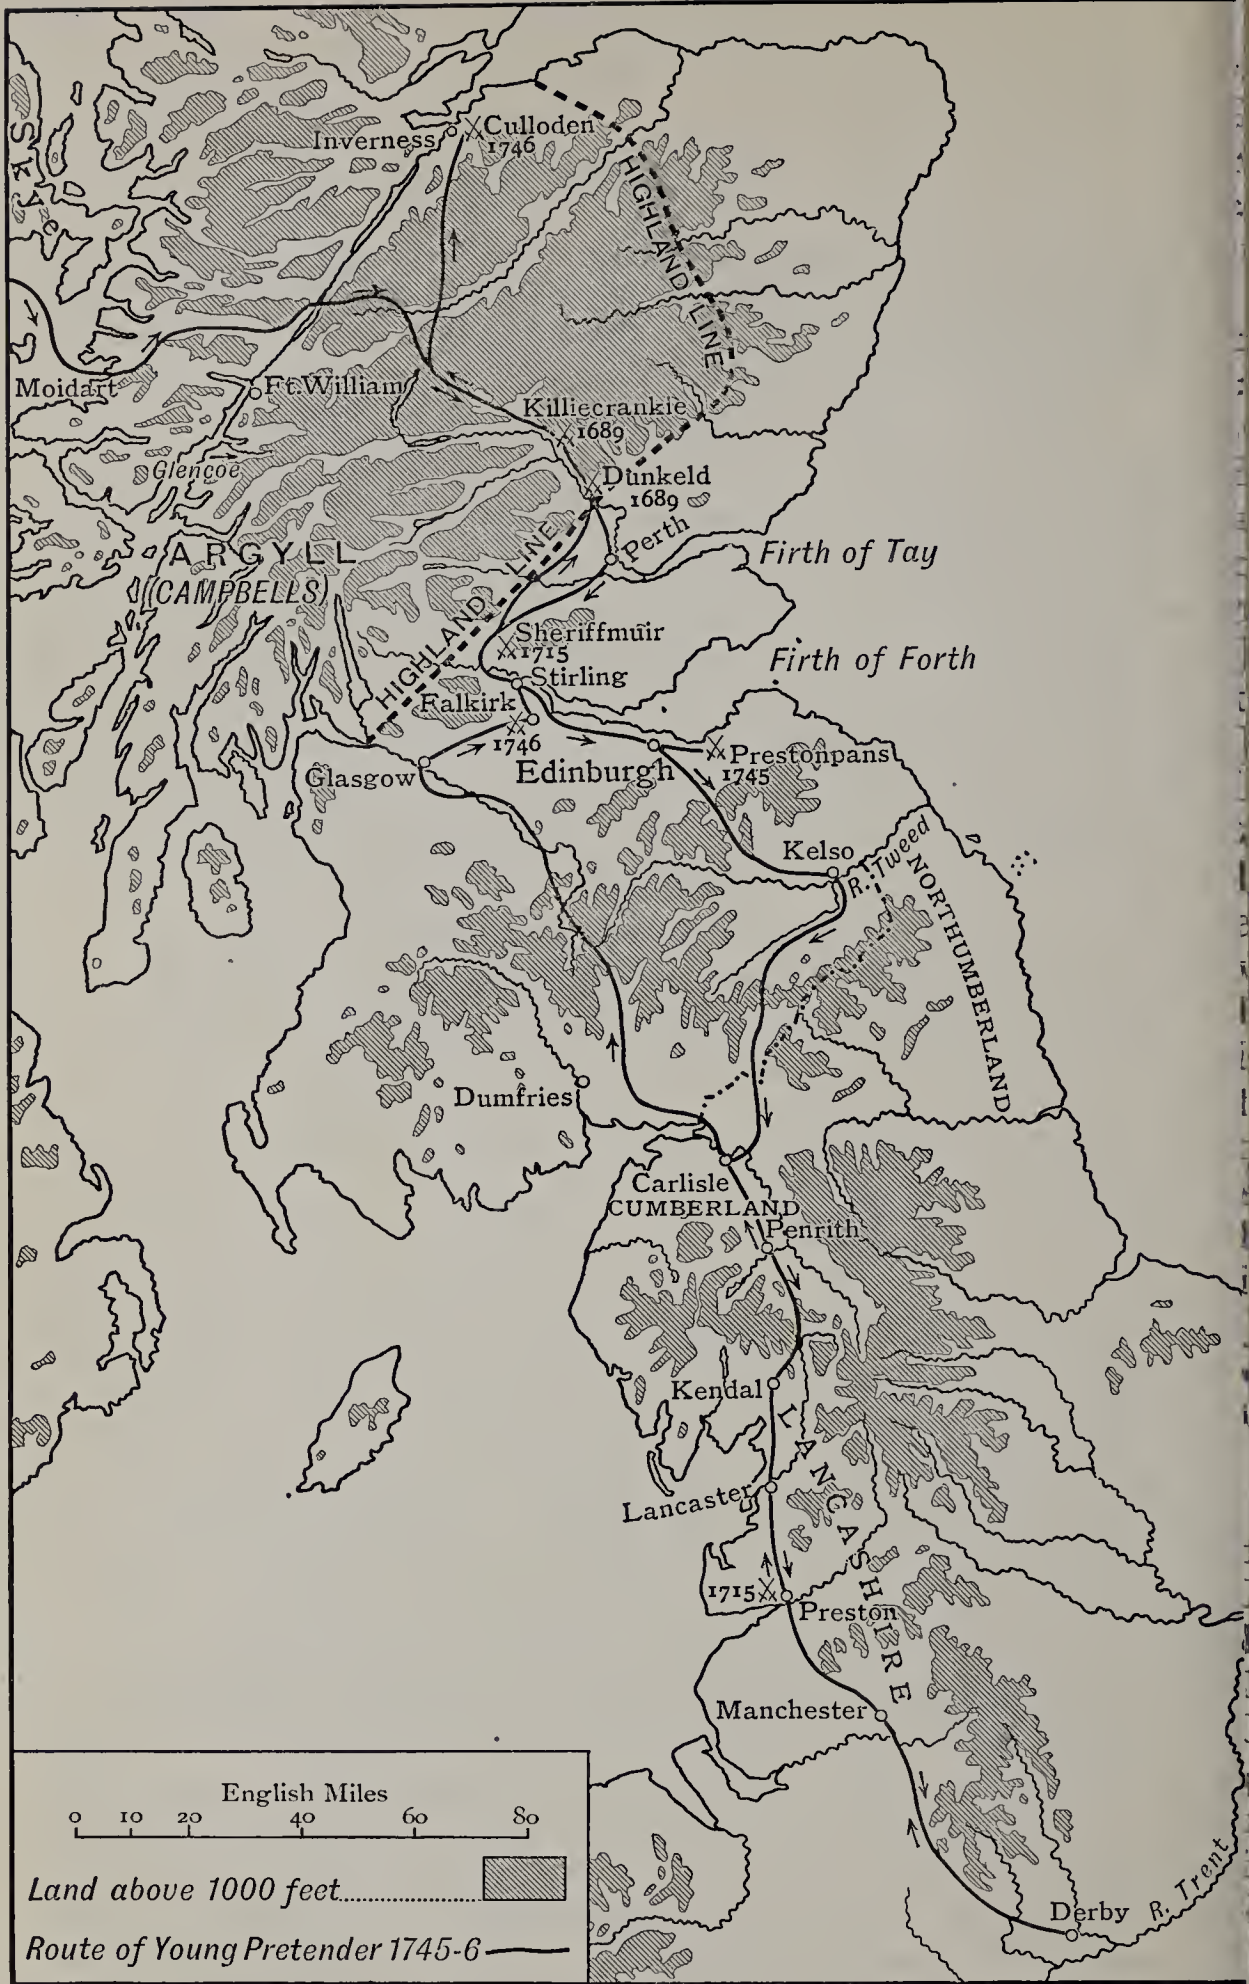 SKye
Inverness
Culloden
1746
HIGHLAND LINE
Moidart
Ft. William
Killiecrankie
1689
Glencoe
Dunkeld
1689
ARGYLL
(CAMPBELLS)
HIGHLAND LINE
Perth
Firth of Tay
Sheriffmuir
1715
Firth of Forth
Stirling
Falkirk
1746
Glasgow
Edinburgh
Prestonpans
1745
Kelso
R. Tweed
NORTHUMBERLAND
Dumfries
Carlisle
CUMBERLAND
Penrith
Kendal
LANCASHIRE
Lancaster
1715
Preston
Manchester
Derby
R. Trent
English Miles
0 10 20 40 60 80
Land above 1000 feet
Route of Young Pretender 1745-6